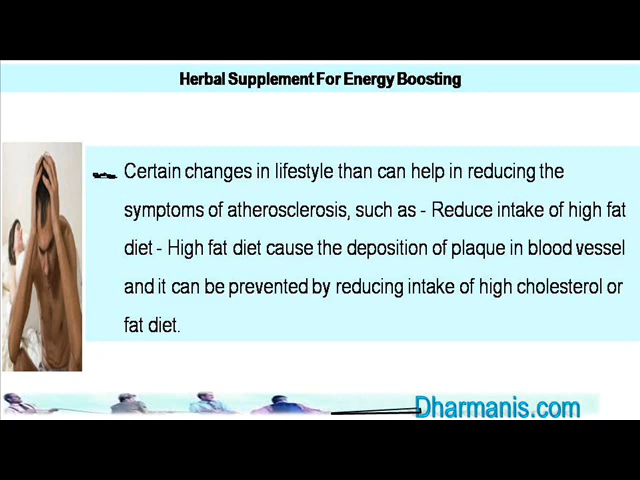 Herbal Supplement For Energy Boosting
Certain changes in lifestyle than can help in reducing the
symptoms of atherosclerosis, such as - Reduce intake of high fat
diet - High fat diet cause the deposition of plaque in blood vessel
and it can be prevented by reducing intake of high cholesterol or
fat diet.
Dharmanis.com